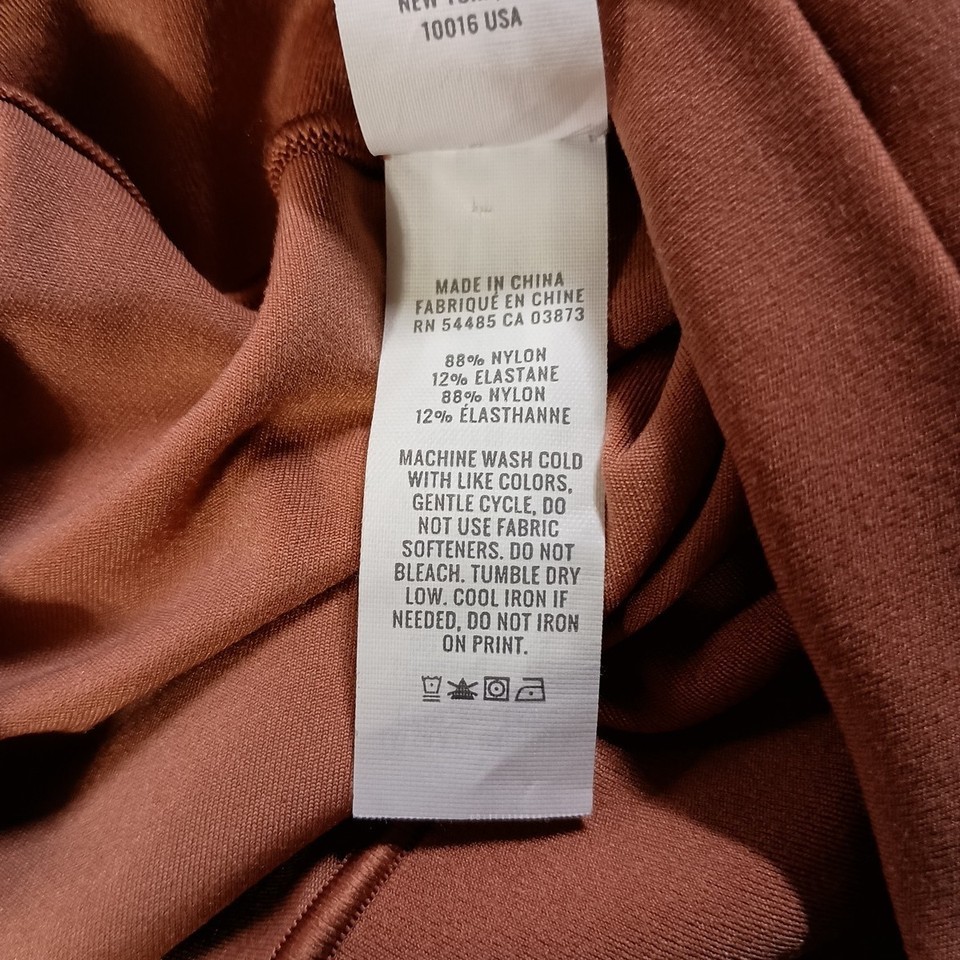 NEW YORK,
10016 USA
MADE IN CHINA
FABRIQUÉ EN CHINE
RN 54485 CA 03873
88% NYLON
12% ELASTANE
88% NYLON
12% ÉLASTHANNE
MACHINE WASH COLD
WITH LIKE COLORS,
GENTLE CYCLE, DO
NOT USE FABRIC
SOFTENERS. DO NOT
BLEACH. TUMBLE DRY
LOW. COOL IRON IF
NEEDED, DO NOT IRON
ON PRINT.